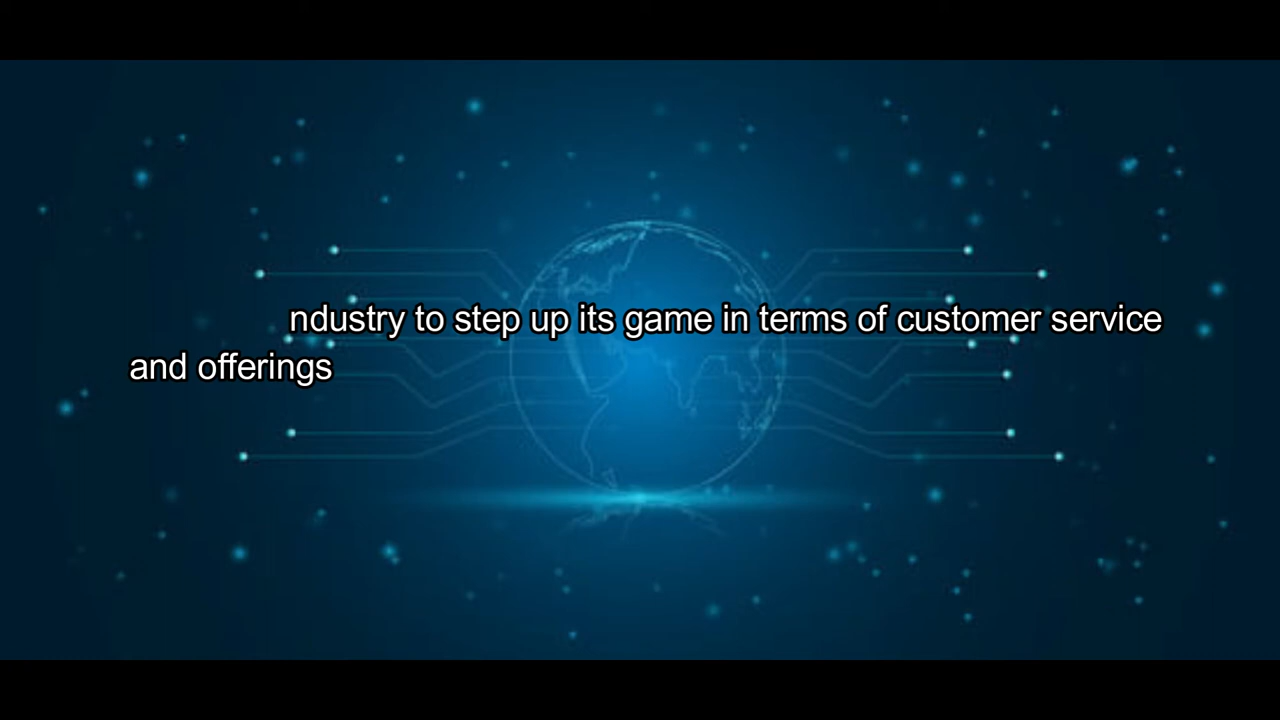 ndustry to step up its game in terms of customer service
and offerings